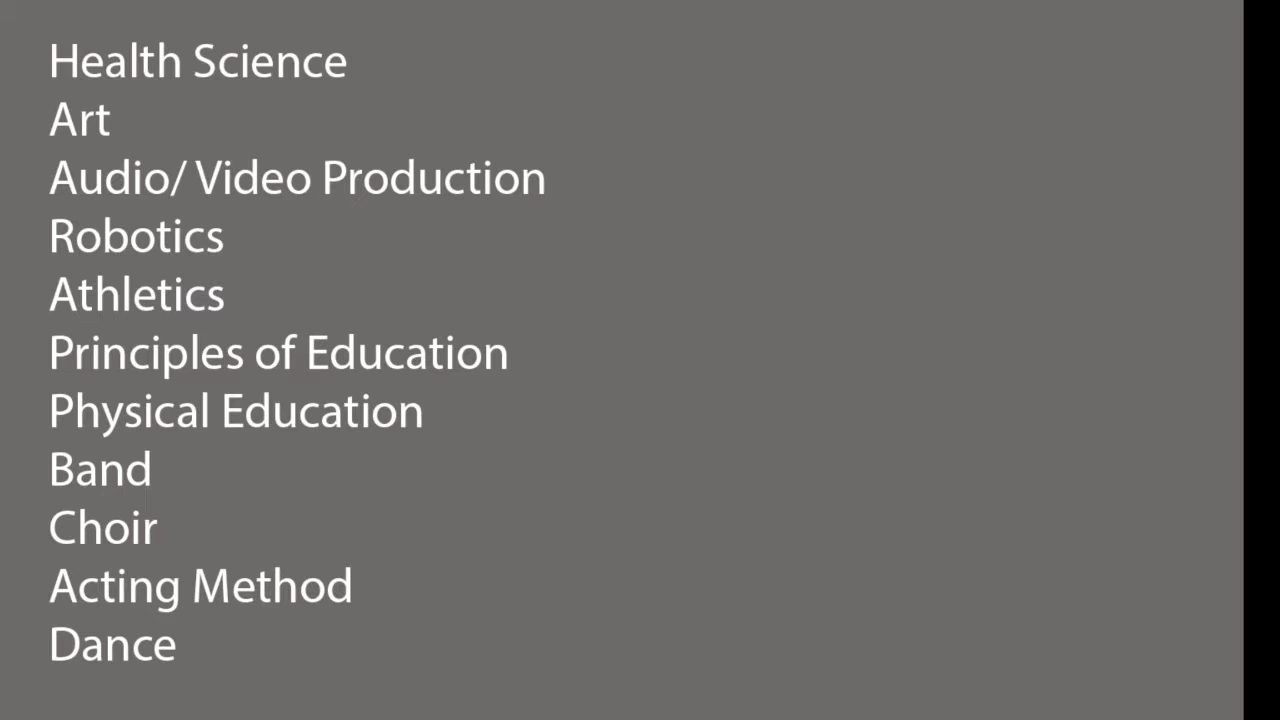 Health Science
Art
Audio/ Video Production
Robotics
Athletics
Principles of Education
Physical Education
Band
Choir
Acting Method
Dance